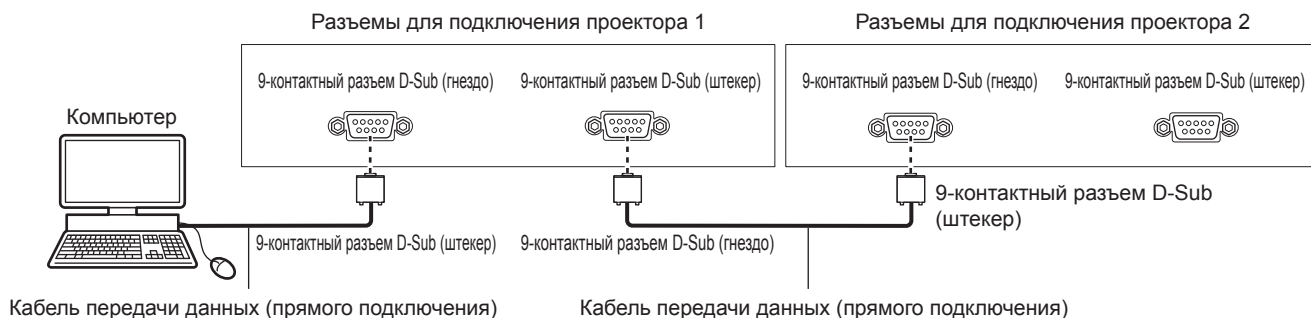 Разъемы для подключения проектора 1
Разъемы для подключения проектора 2
9-контактный разъем D-Sub (гнездо)
9-контактный разъем D-Sub (штекер)
9-контактный разъем D-Sub (гнездо)
9-контактный разъем D-Sub (штекер)
Компьютер
9-контактный разъем D-Sub
(штекер)
9-контактный разъем D-Sub (штекер)
9-контактный разъем D-Sub (гнездо)
Кабель передачи данных (прямого подключения)
Кабель передачи данных (прямого подключения)